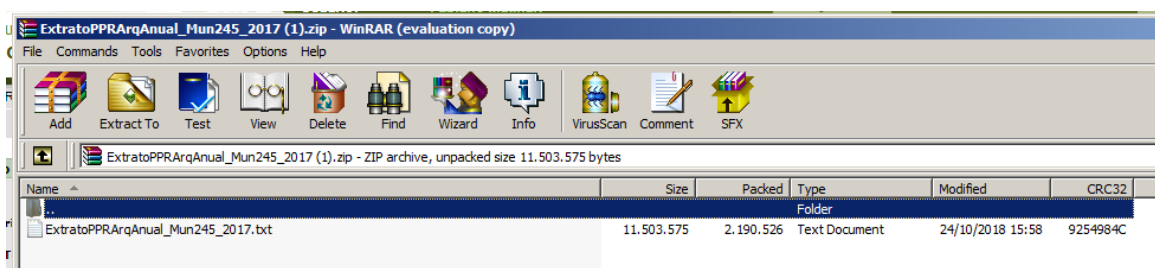 ExtratoPPRArqAnual_Mun245_2017 (1).zip - WinRAR (evaluation copy)
File Commands Tools Favorites Options Help
Add Extract To Test View Delete Find Wizard Info VirusScan Comment SFX
ExtratoPPRArqAnual_Mun245_2017 (1).zip - ZIP archive, unpacked size 11.503.575 bytes
Name Size Packed Type Modified CRC32
.. Folder
ExtratoPPRArqAnual_Mun245_2017.txt 11.503.575 2.190.526 Text Document 24/10/2018 15:58 9254984C